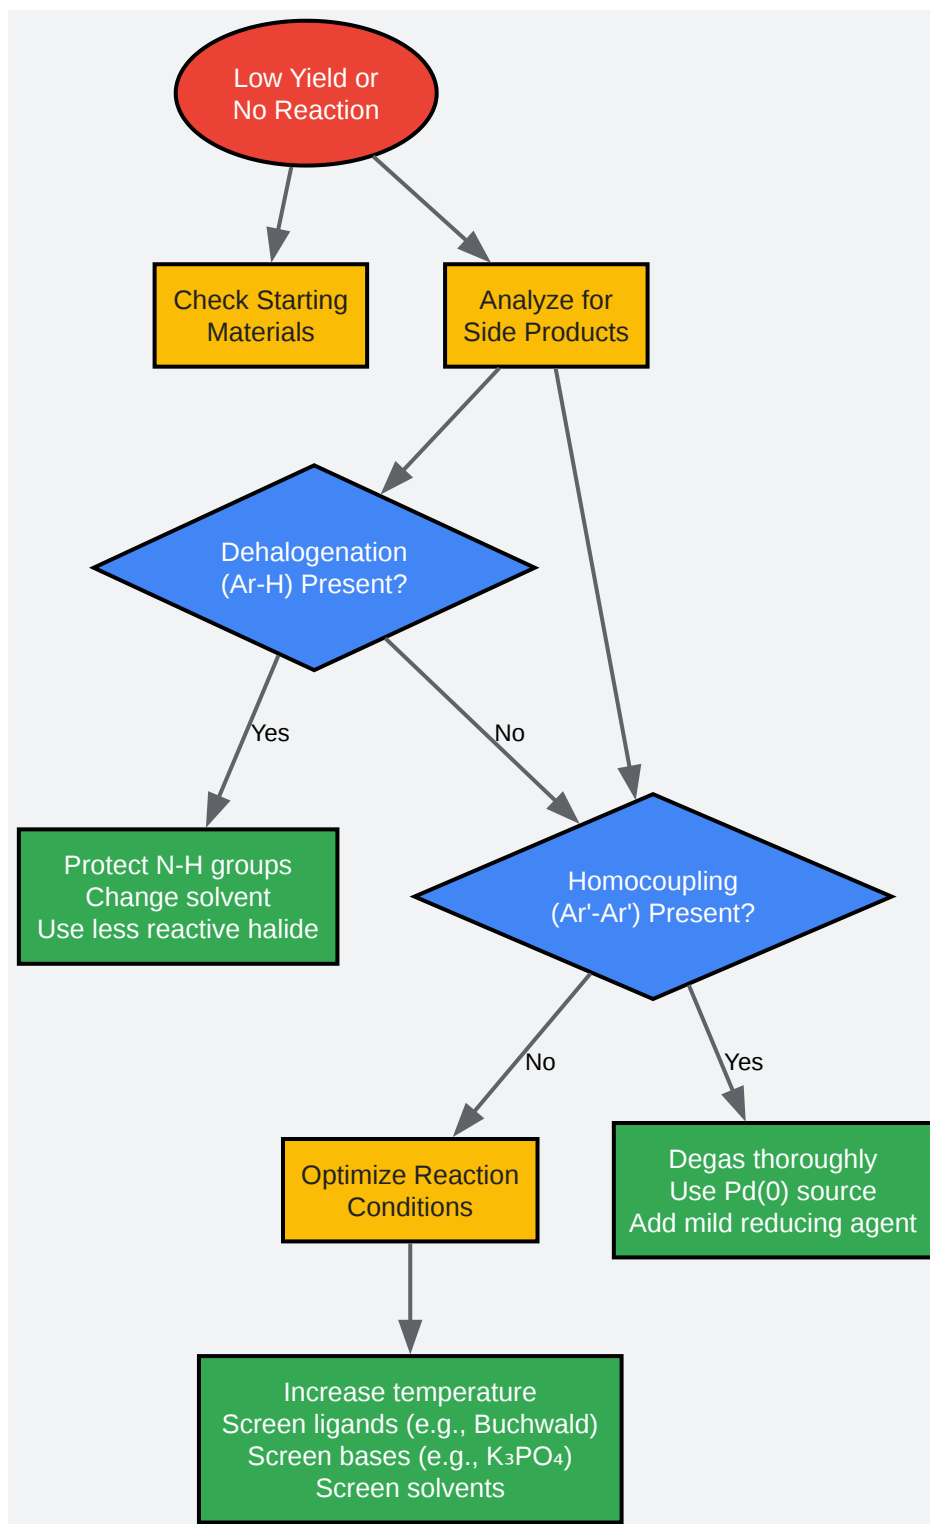 Low Yield or
No Reaction
Check Starting
Materials
Analyze for
Side Products
Dehalogenation
(Ar-H) Present?
Yes
No
Protect N-H groups
Change solvent
Use less reactive halide
Homocoupling
(Ar'-Ar') Present?
No
Yes
Optimize Reaction
Conditions
Degas thoroughly
Use Pd(0) source
Add mild reducing agent
Increase temperature
Screen ligands (e.g., Buchwald)
Screen bases (e.g., K₃PO₄)
Screen solvents